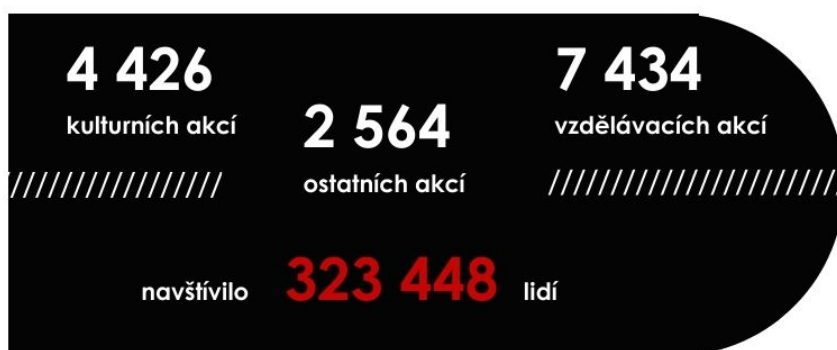 4 426
kulturních akcí
2 564
ostatních akcí
7 434
vzdělávacích akcí
navštívilo 323 448 lidí